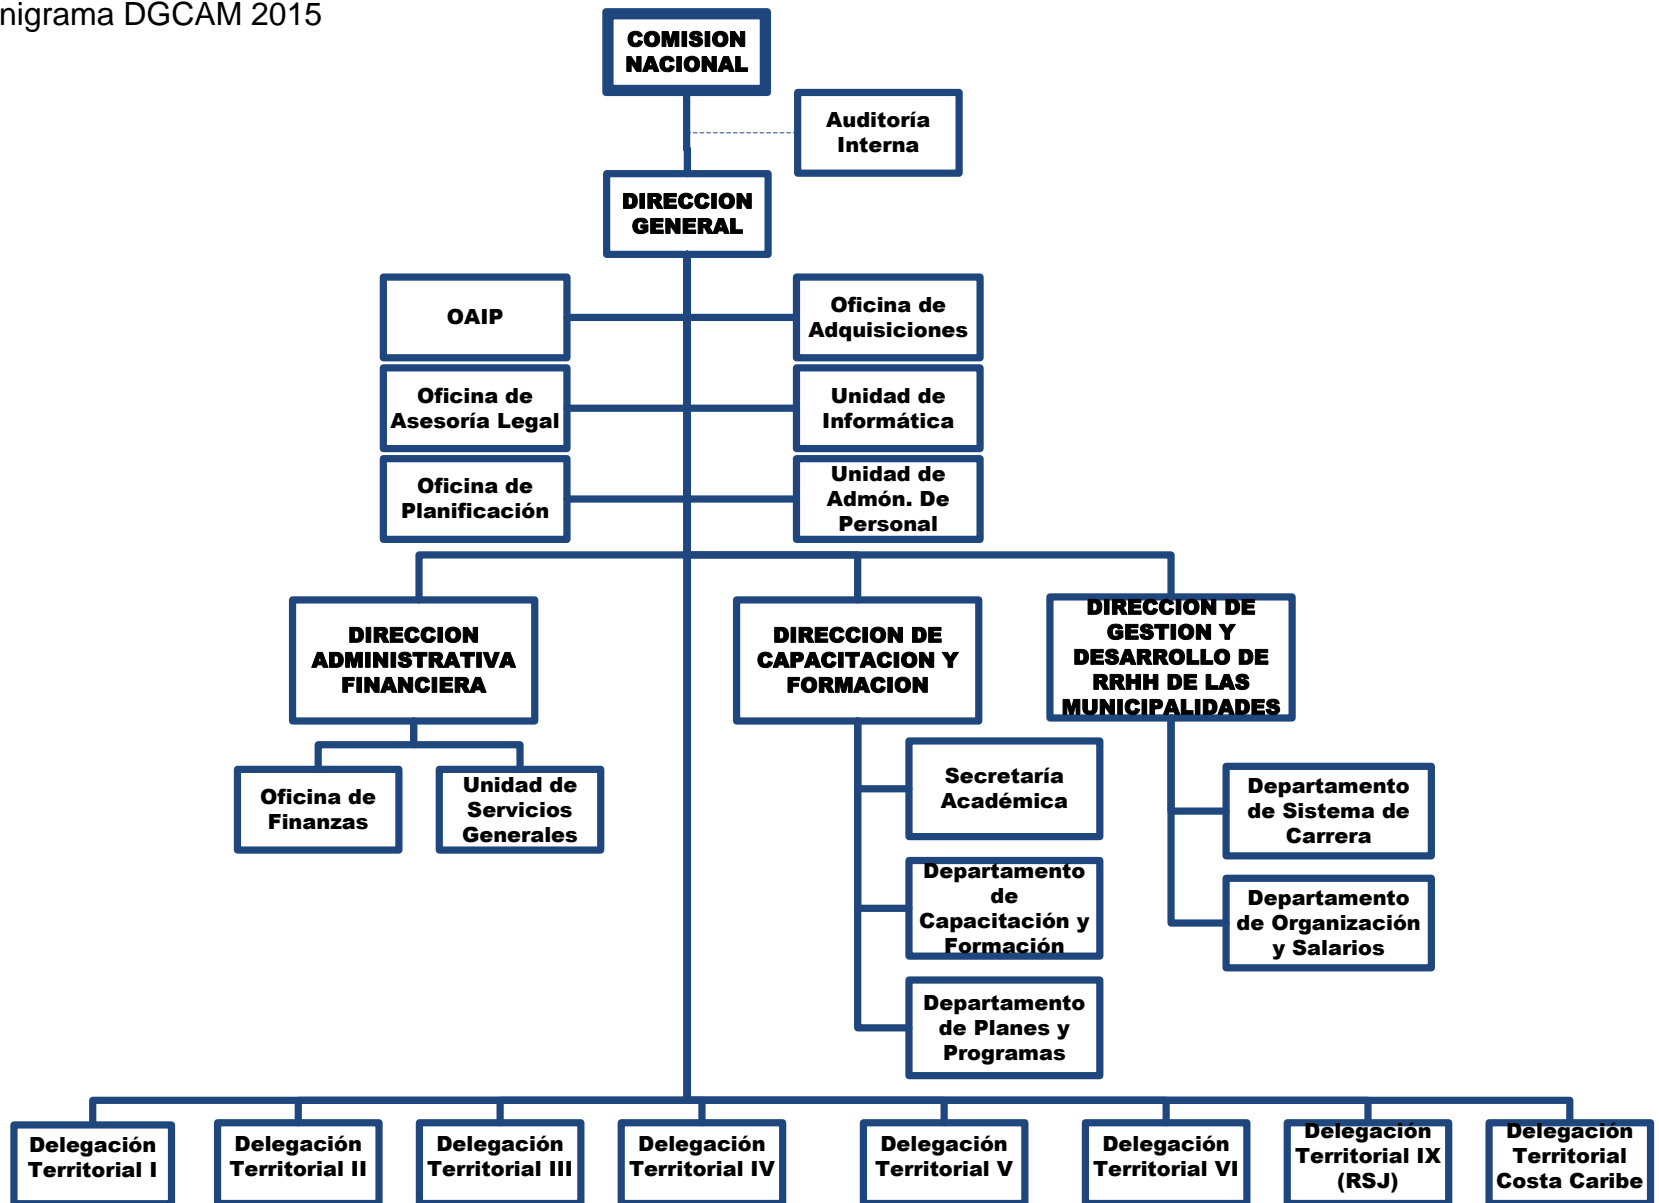 nigrama DGCAM 2015
COMISION
NACIONAL
Auditoría
Interna
DIRECCION
GENERAL
OAIP
Oficina de
Adquisiciones
Oficina de
Asesoría Legal
Unidad de
Informática
Oficina de
Planificación
Unidad de
Admón. De
Personal
DIRECCION
ADMINISTRATIVA
FINANCIERA
DIRECCION DE
CAPACITACION Y
FORMACION
DIRECCION DE
GESTION Y
DESARROLLO DE
RRHH DE LAS
MUNICIPALIDADES
Oficina de
Finanzas
Unidad de
Servicios
Generales
Secretaría
Académica
Departamento
de Sistema de
Carrera
Departamento
de
Capacitación y
Formación
Departamento
de Organización
y Salarios
Departamento
de Planes y
Programas
Delegación
Territorial I
Delegación
Territorial II
Delegación
Territorial III
Delegación
Territorial IV
Delegación
Territorial V
Delegación
Territorial VI
Delegación
Territorial IX
(RSJ)
Delegación
Territorial
Costa Caribe